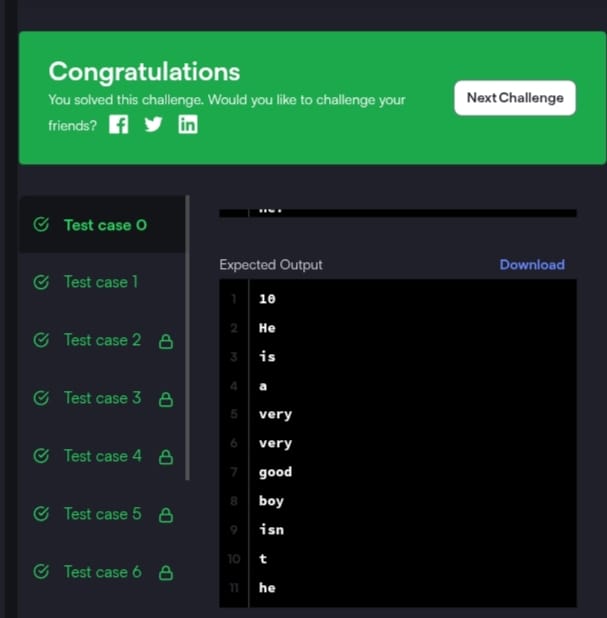 Congratulations
You solved this challenge. Would you like to challenge your
friends?
Next Challenge
Test case 0
Test case 1
Test case 2
Test case 3
Test case 4
Test case 5
Test case 6
Expected Output
Download
1 10
2 He
3 is
4 a
5 very
6 very
7 good
8 boy
9 isn
10 t
11 he